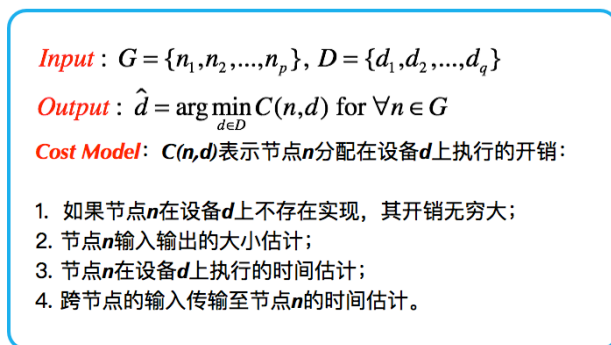 Input : G = {n₁,n₂,...,nₚ}, D = {d₁,d₂,...,d_q}
Output : d̂ = arg min_{d∈D} C(n,d) for ∀n ∈ G
Cost Model：C(n,d)表示节点n分配在设备d上执行的开销：
1. 如果节点n在设备d上不存在实现，其开销无穷大；
2. 节点n输入输出的大小估计；
3. 节点n在设备d上执行的时间估计；
4. 跨节点的输入传输至节点n的时间估计。